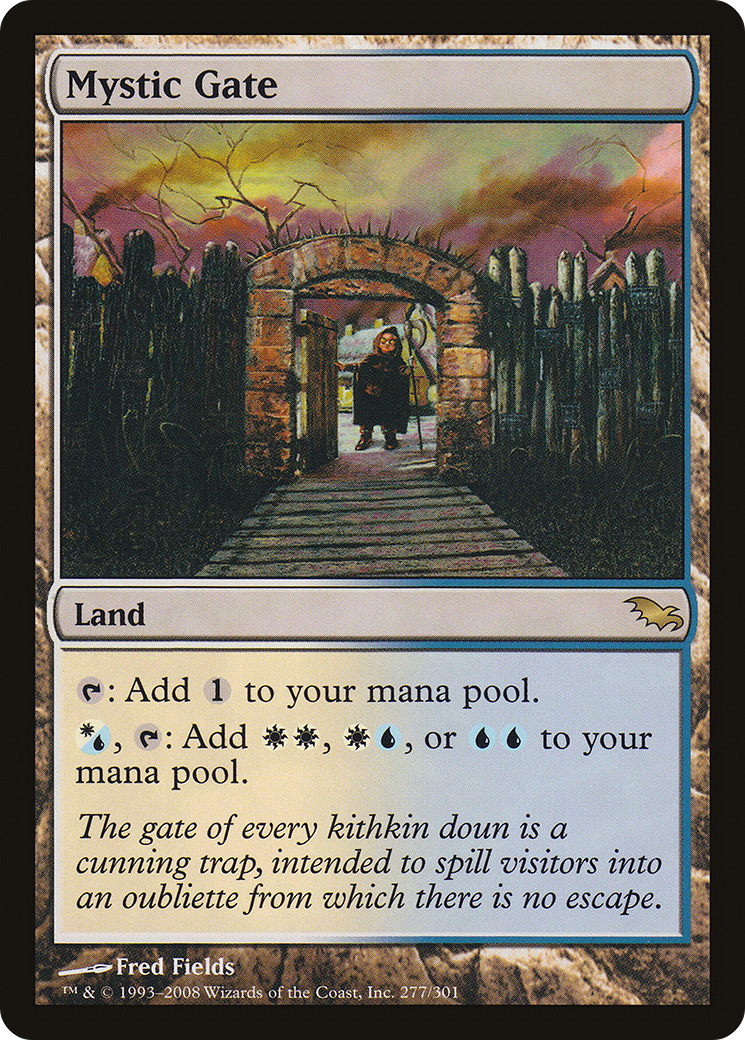 Mystic Gate
Land
: Add 1 to your mana pool.
, : Add , , or to your
mana pool.
The gate of every kithkin doun is a
cunning trap, intended to spill visitors into
an oubliette from which there is no escape.
Fred Fields
™ & © 1993–2008 Wizards of the Coast, Inc. 277/301